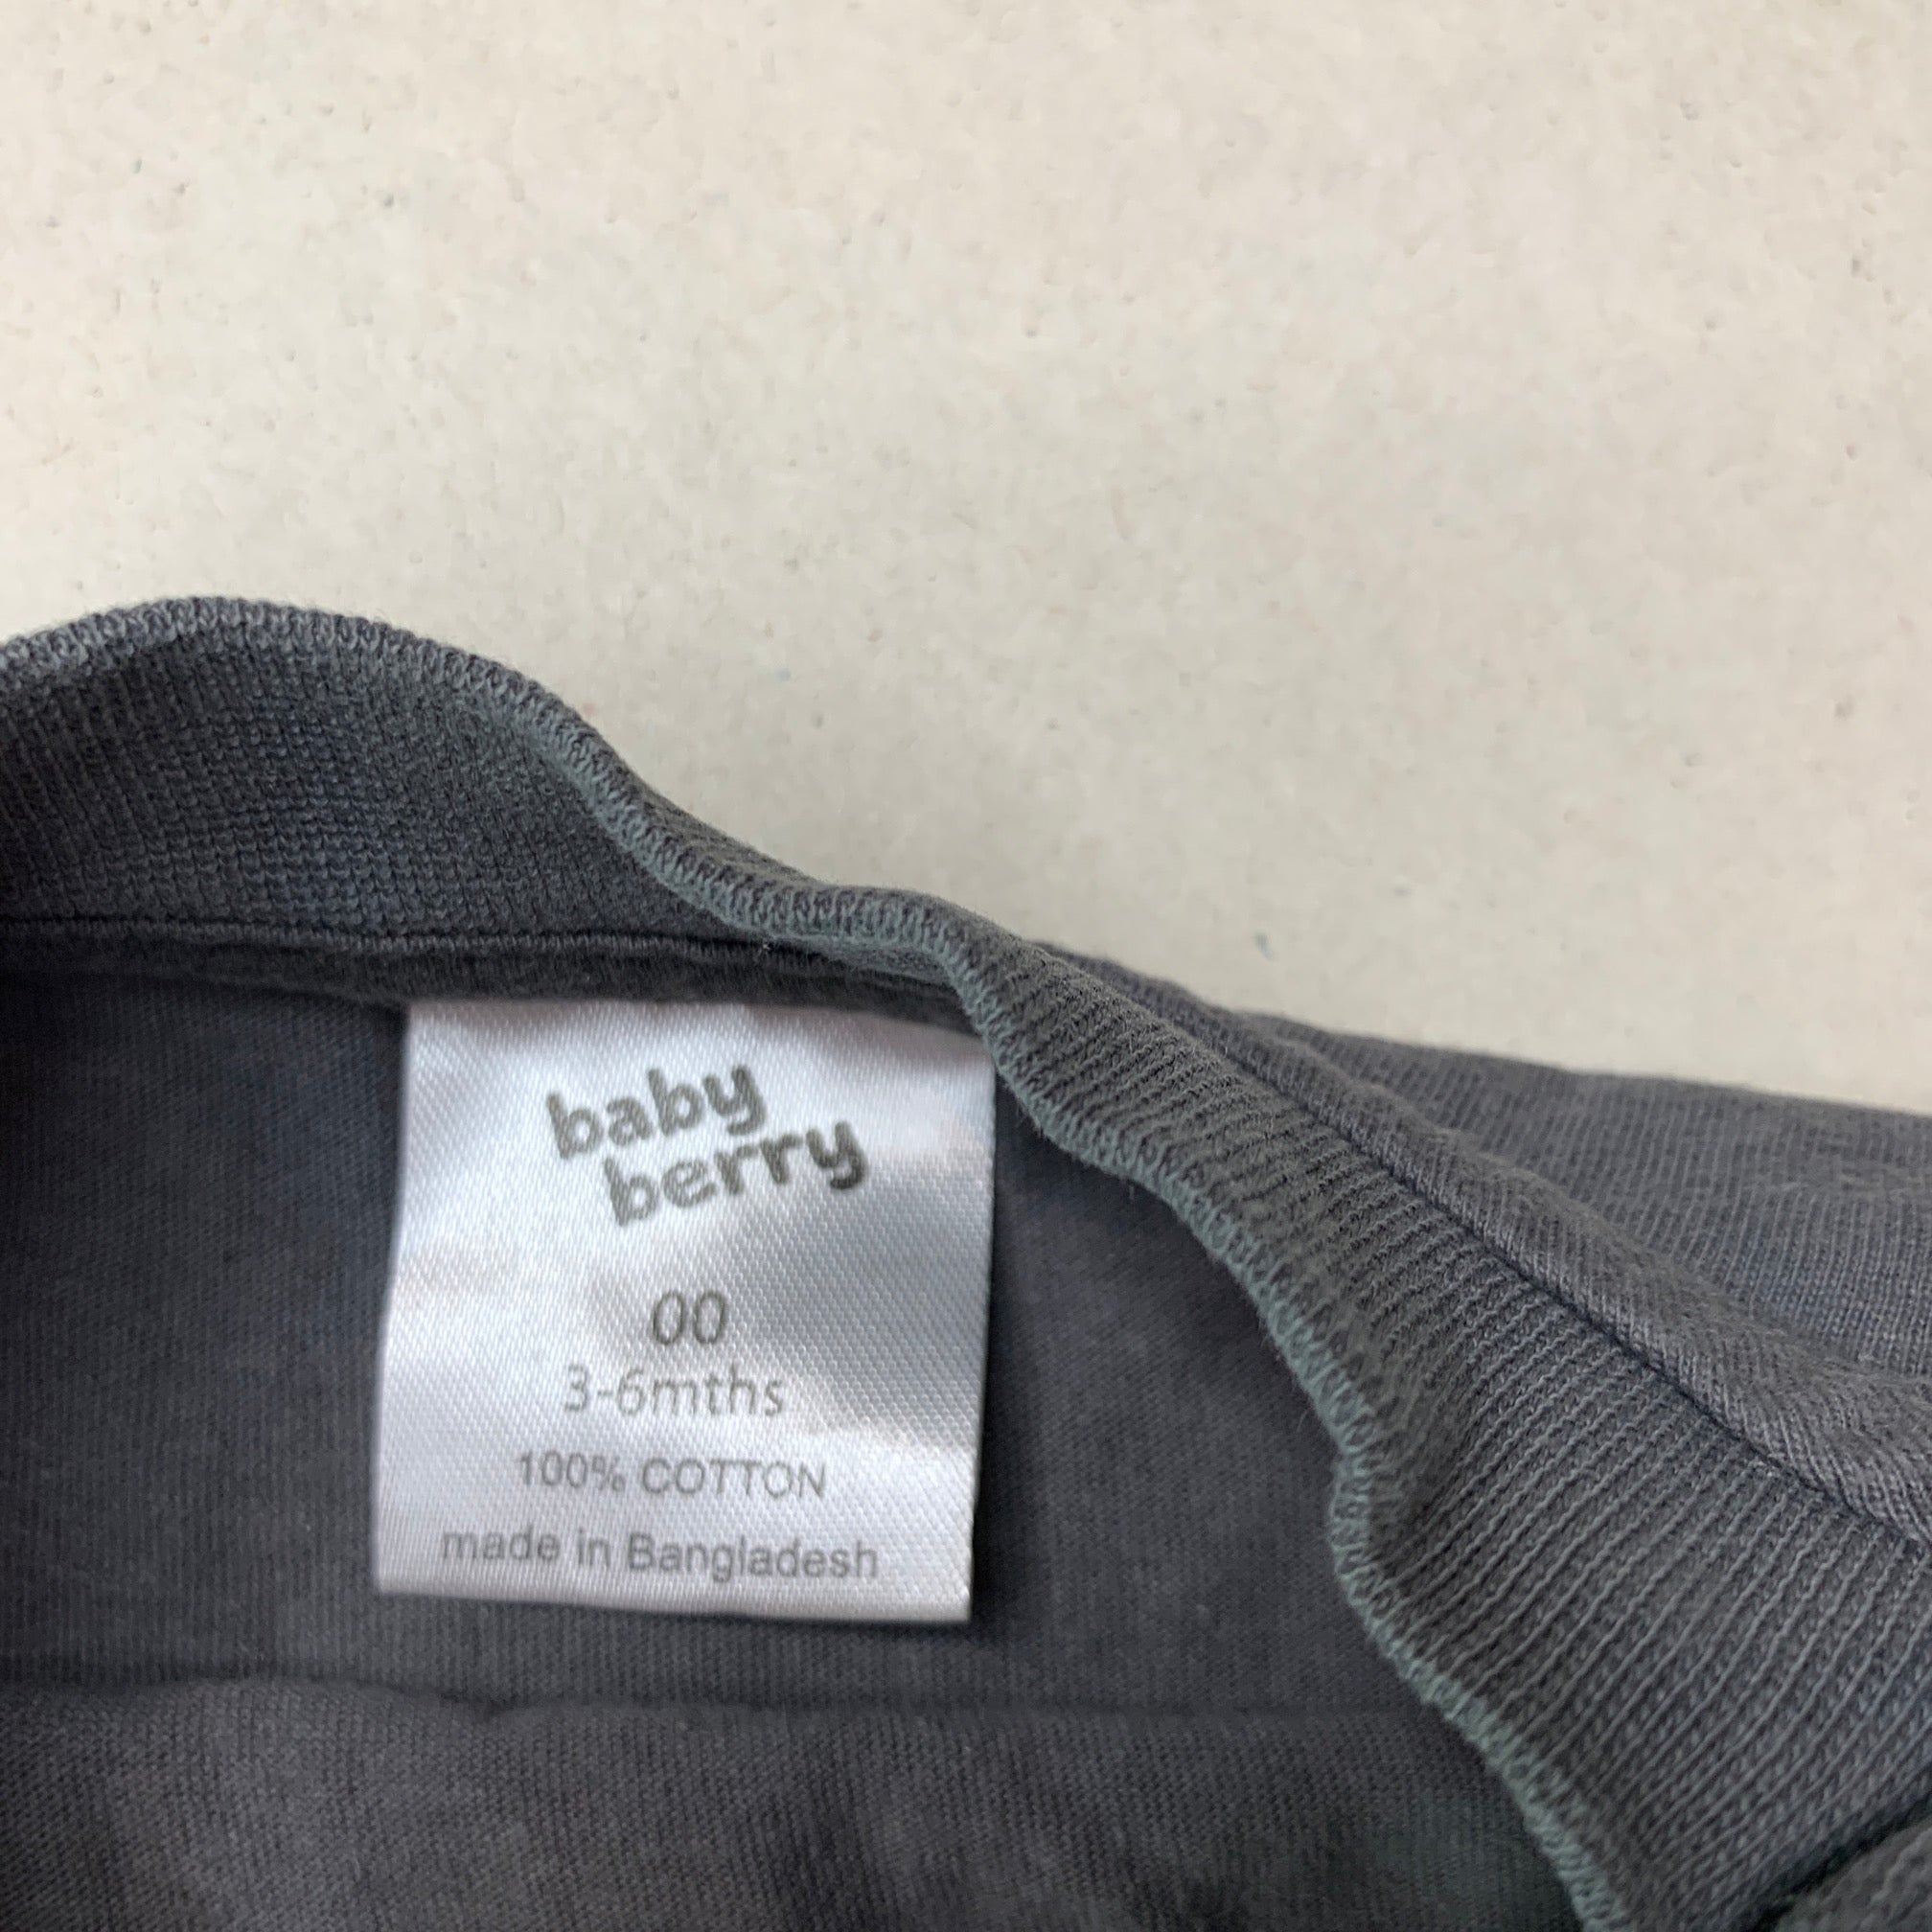 baby
berry
00
3-6mths
100% COTTON
made in Bangladesh